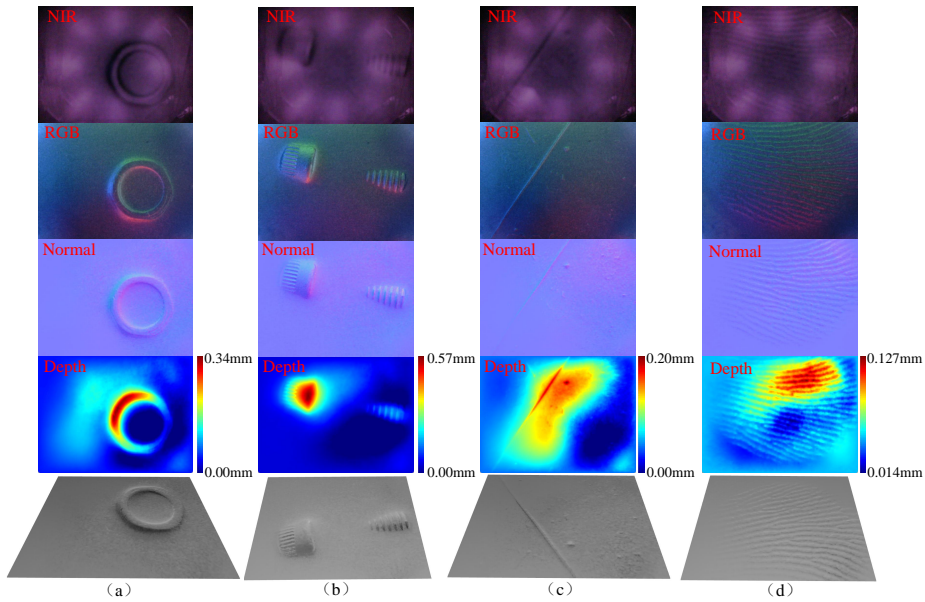 NIR NIR NIR NIR
RGB RGB RGB RGB
Normal Normal Normal Normal
Depth 0.34mm Depth 0.57mm Depth 0.20mm Depth 0.127mm
0.00mm 0.00mm 0.00mm 0.014mm
（a） （b） （c） （d）